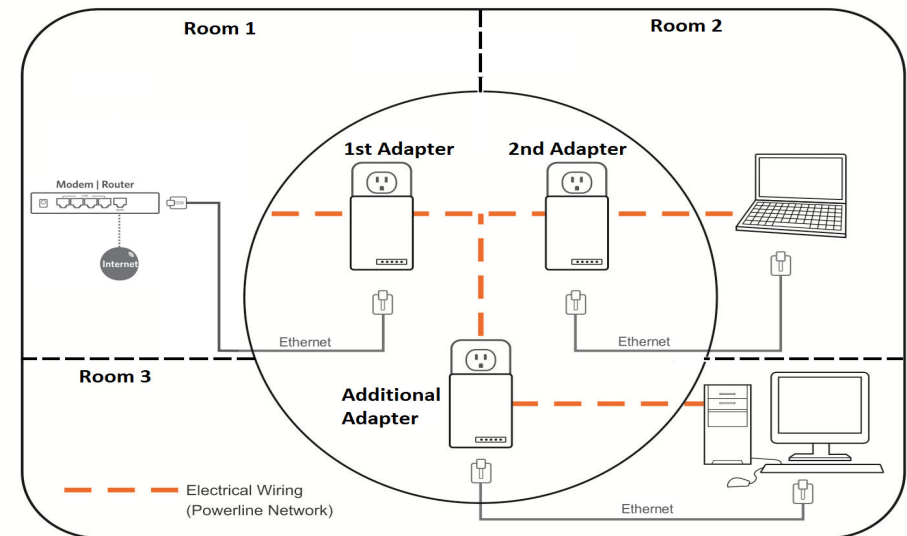 Room 1
Room 2
1st Adapter
2nd Adapter
Modem | Router
Internet
Ethernet
Ethernet
Room 3
Additional
Adapter
Electrical Wiring
(Powerline Network)
Ethernet